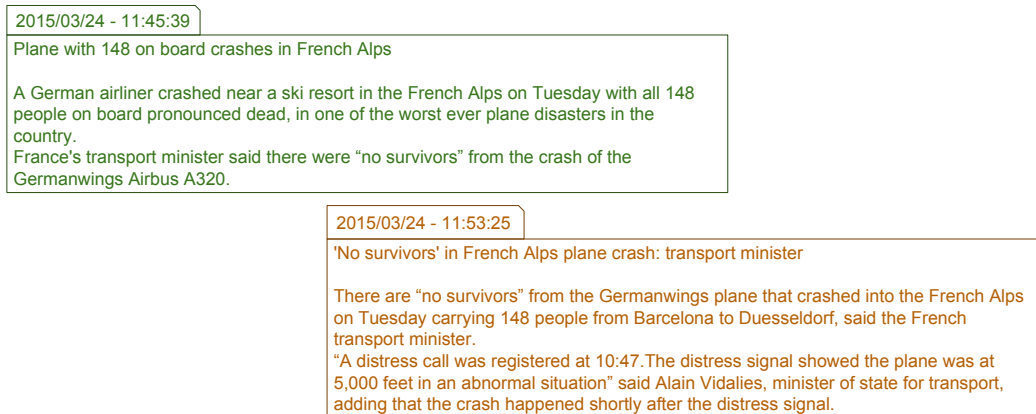 2015/03/24 - 11:45:39
Plane with 148 on board crashes in French Alps
A German airliner crashed near a ski resort in the French Alps on Tuesday with all 148
people on board pronounced dead, in one of the worst ever plane disasters in the
country.
France's transport minister said there were “no survivors” from the crash of the
Germanwings Airbus A320.
2015/03/24 - 11:53:25
'No survivors' in French Alps plane crash: transport minister
There are “no survivors” from the Germanwings plane that crashed into the French Alps
on Tuesday carrying 148 people from Barcelona to Duesseldorf, said the French
transport minister.
“A distress call was registered at 10:47.The distress signal showed the plane was at
5,000 feet in an abnormal situation” said Alain Vidalies, minister of state for transport,
adding that the crash happened shortly after the distress signal.